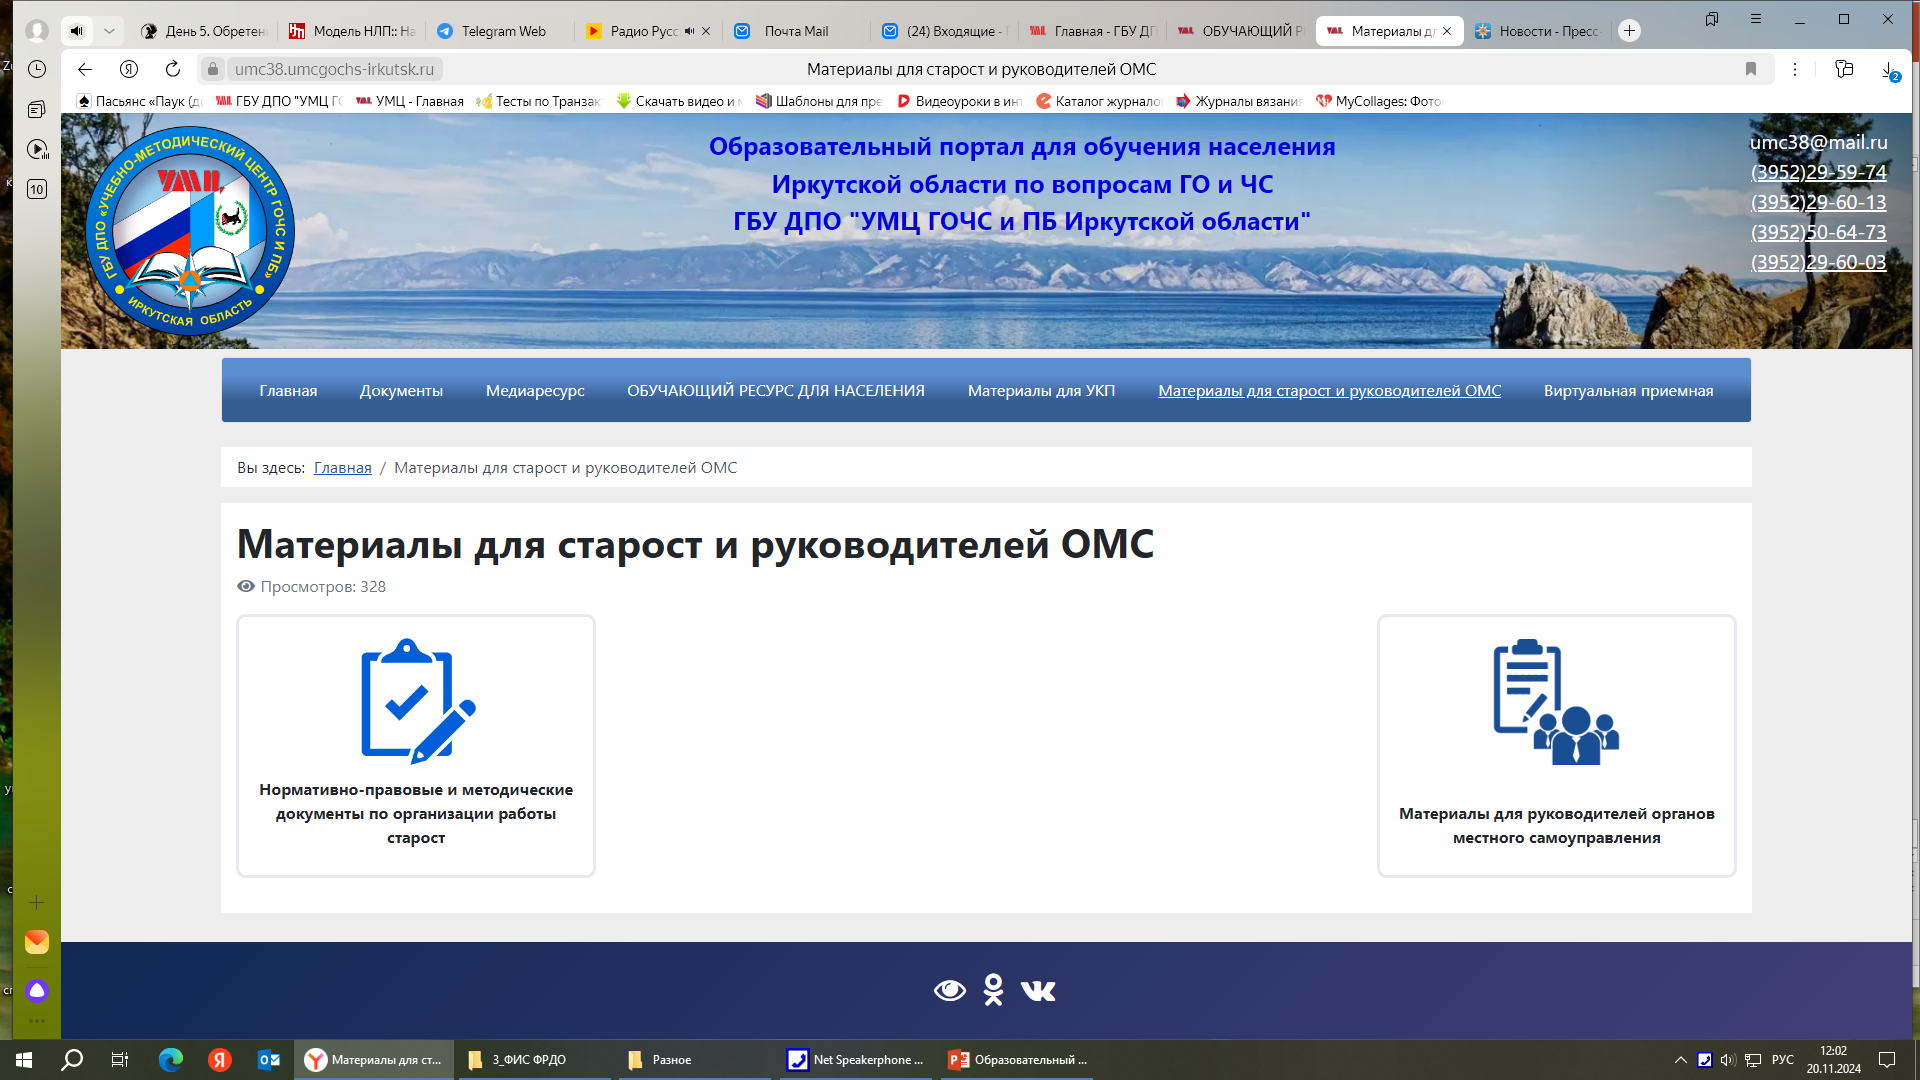 День 5. Обретен
Модель НЛП:: На
Telegram Web
Радио Русс
Почта Mail
(24) Входящие - П
Главная - ГБУ ДП
ОБУЧАЮЩИЙ Р
Материалы дл
Новости - Пресс-
umc38.umcgochs-irkutsk.ru
Материалы для старост и руководителей ОМС
2
Пасьянс «Паук (д
ГБУ ДПО "УМЦ ГО
УМЦ - Главная
Тесты по Транзак
Скачать видео и м
Шаблоны для пре
Видеоуроки в инт
Каталог журнало
Журналы вязания
MyCollages: Фото
10
ГБУ ДПО «УЧЕБНО-МЕТОДИЧЕСКИЙ ЦЕНТР ГОЧС И ПБ»
УМЦ
ИРКУТСКАЯ ОБЛАСТЬ
Образовательный портал для обучения населения
Иркутской области по вопросам ГО и ЧС
ГБУ ДПО "УМЦ ГОЧС и ПБ Иркутской области"
umc38@mail.ru
(3952)29-59-74
(3952)29-60-13
(3952)50-64-73
(3952)29-60-03
Главная
Документы
Медиаресурс
ОБУЧАЮЩИЙ РЕСУРС ДЛЯ НАСЕЛЕНИЯ
Материалы для УКП
Материалы для старост и руководителей ОМС
Виртуальная приемная
Вы здесь: Главная / Материалы для старост и руководителей ОМС
Материалы для старост и руководителей ОМС
Просмотров: 328
Нормативно-правовые и методические
документы по организации работы
старост
Материалы для руководителей органов
местного самоуправления
Материалы для ст...
3_ФИС ФРДО
Разное
Net Speakerphone ...
Образовательный ...
РУС
12:02
20.11.2024